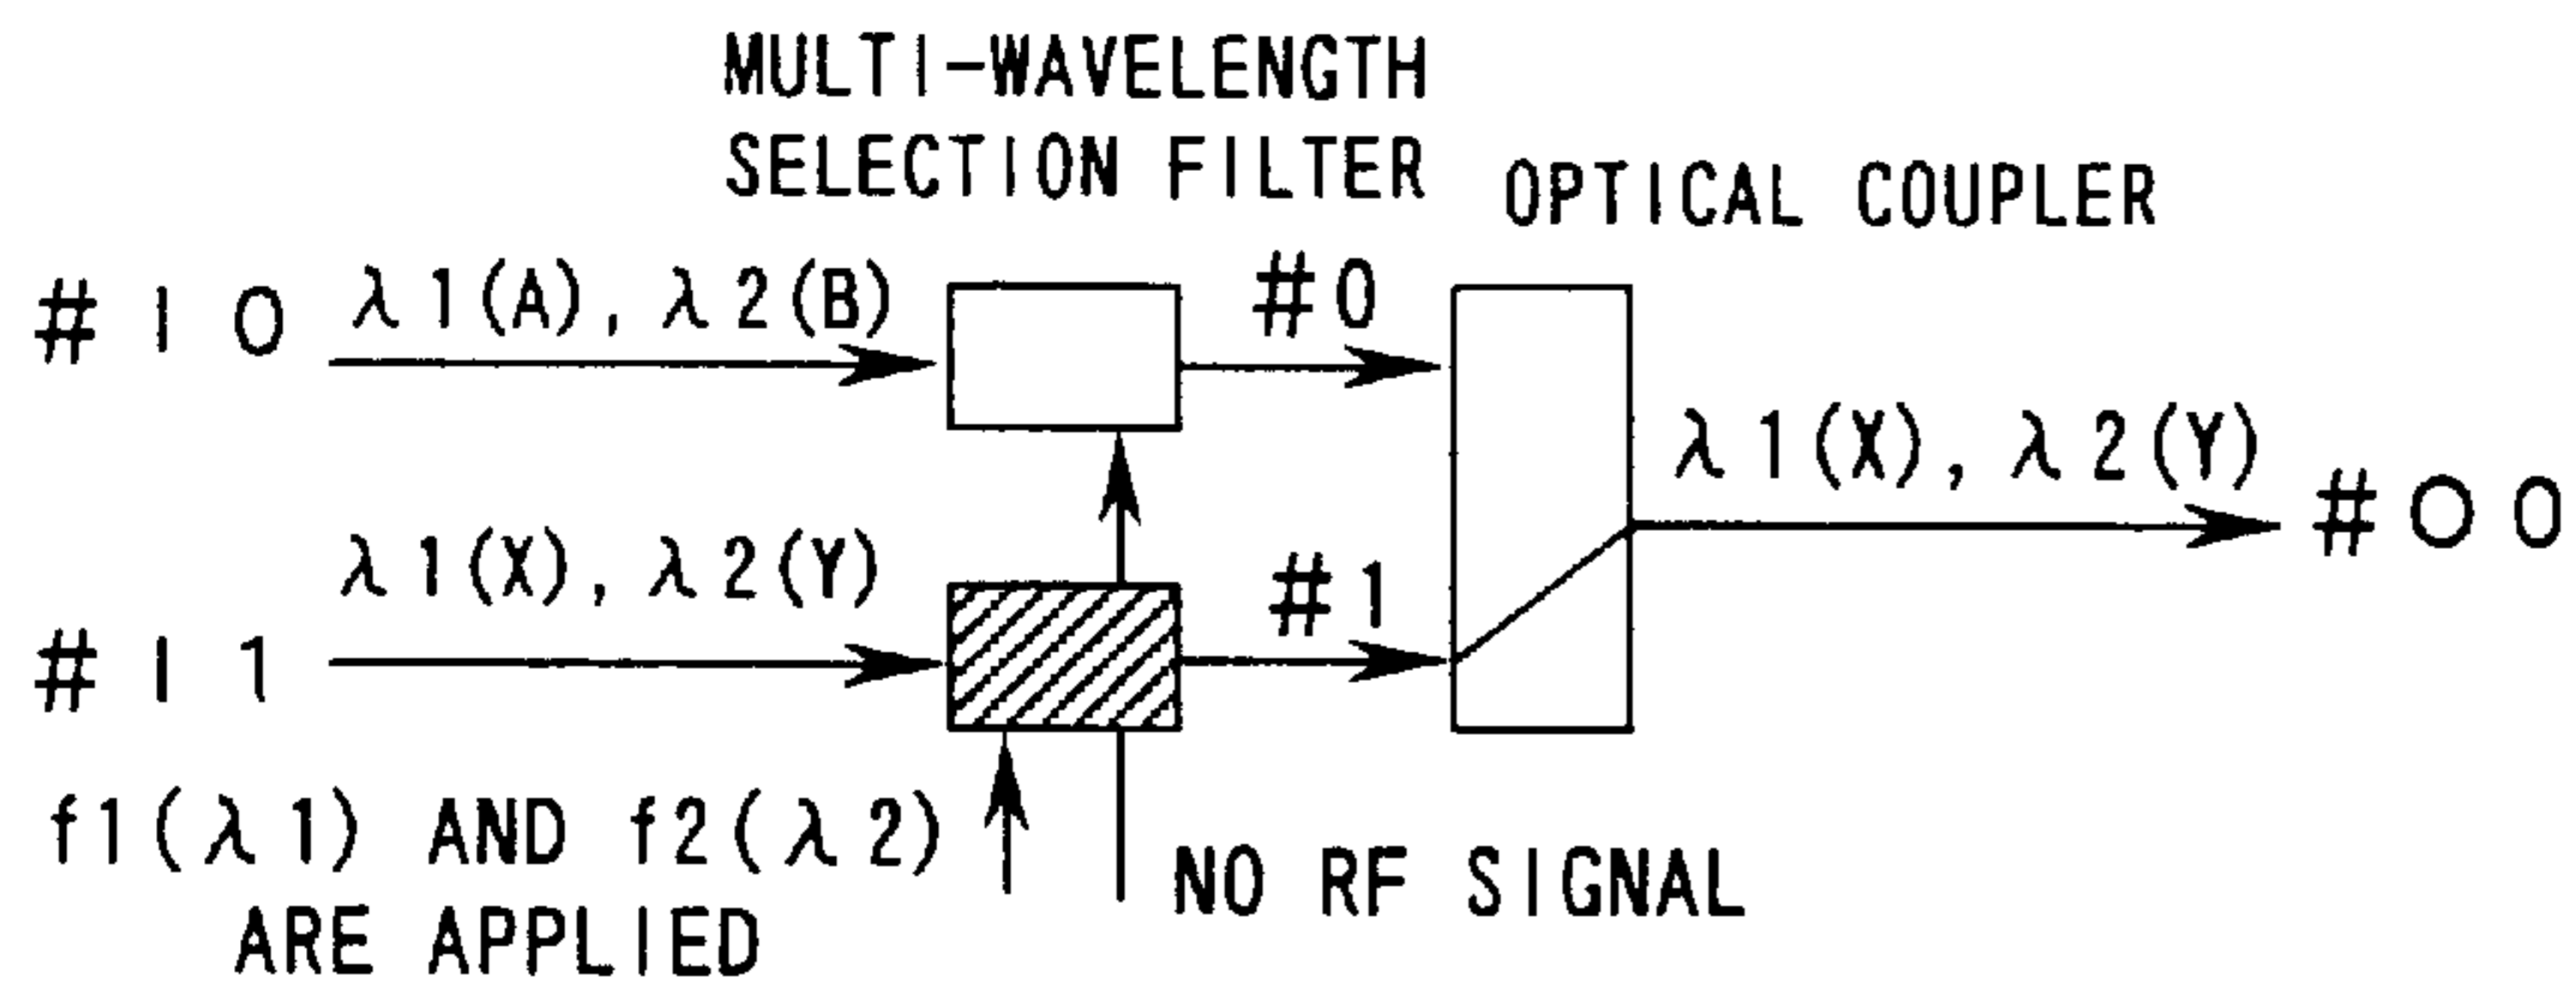 MULTI-WAVELENGTH
SELECTION FILTER
OPTICAL COUPLER
#I0 λ1(A), λ2(B) #0
λ1(X), λ2(Y) #O0
#I1 λ1(X), λ2(Y) #1
f1(λ1) AND f2(λ2)
ARE APPLIED
NO RF SIGNAL